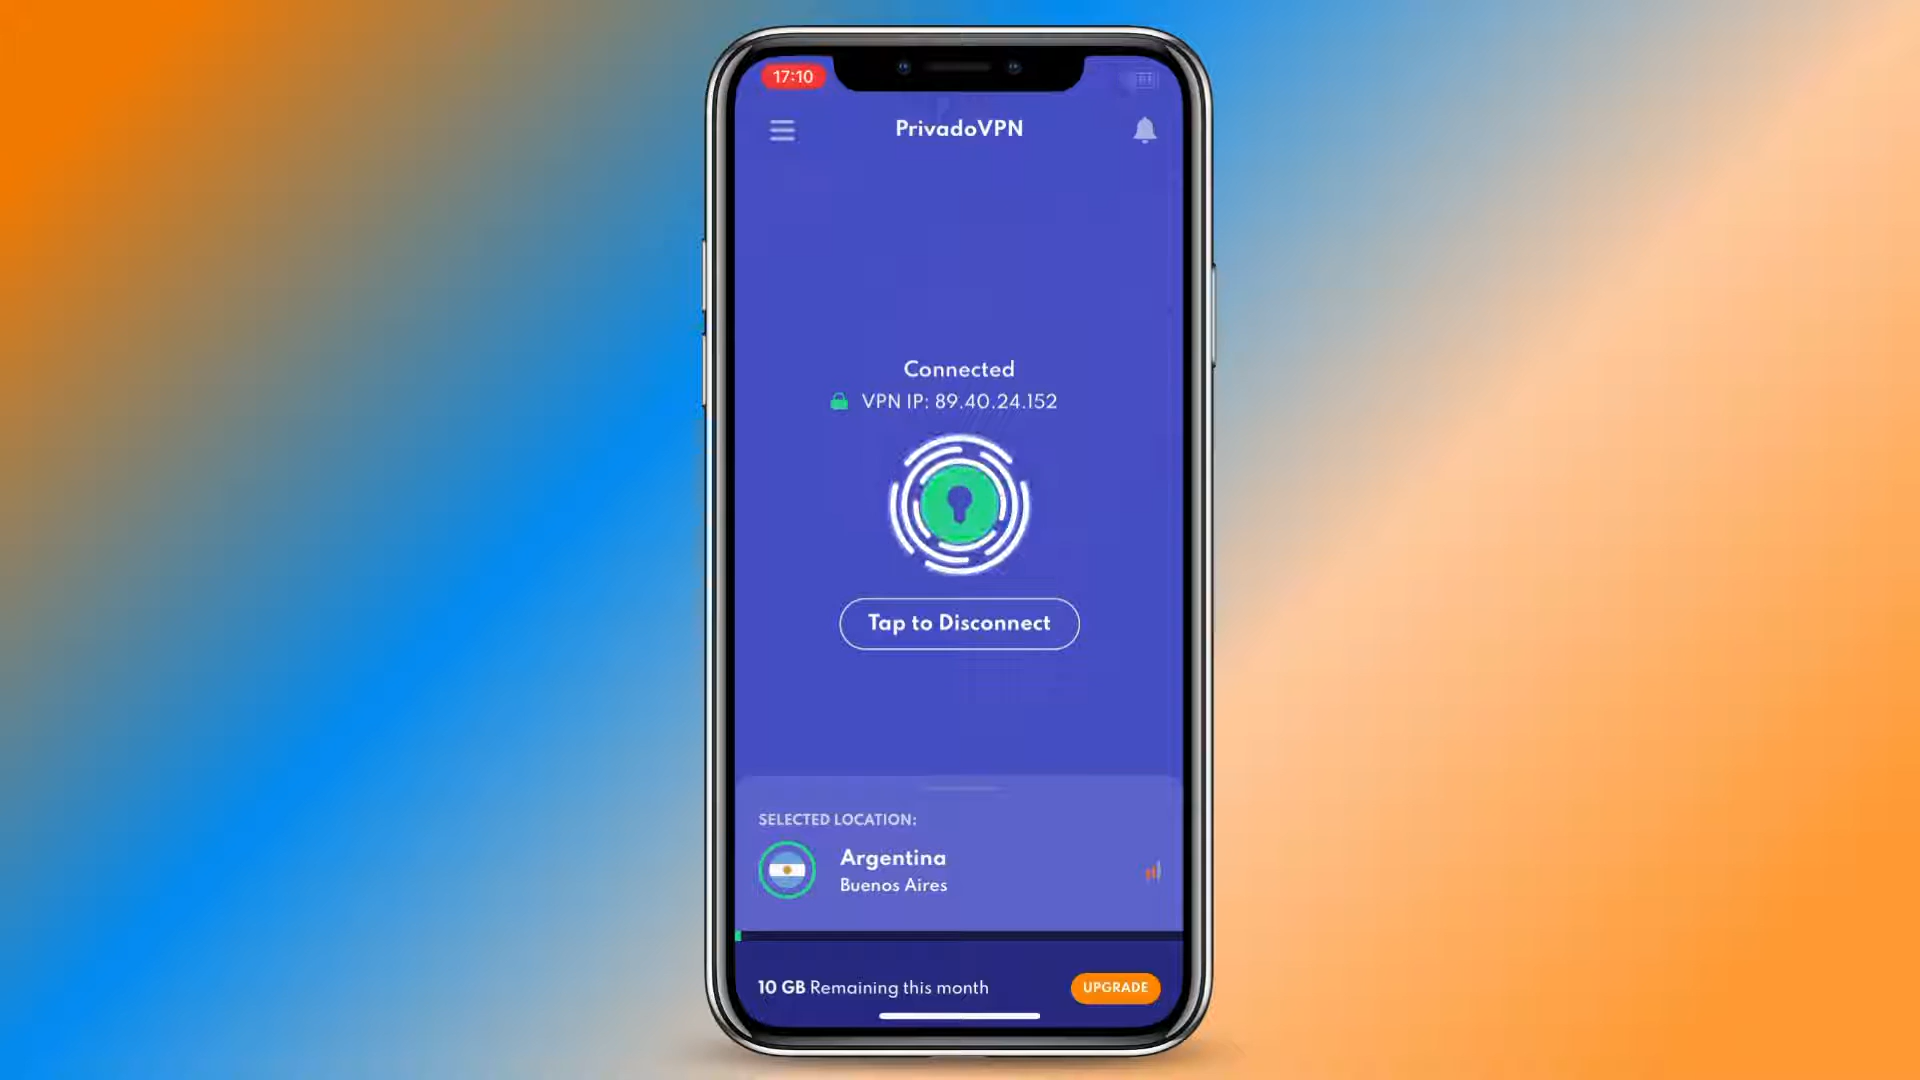 17:10
PrivadoVPN
Connected
VPN IP: 89.40.24.152
Tap to Disconnect
SELECTED LOCATION:
Argentina
Buenos Aires
10 GB Remaining this month
UPGRADE